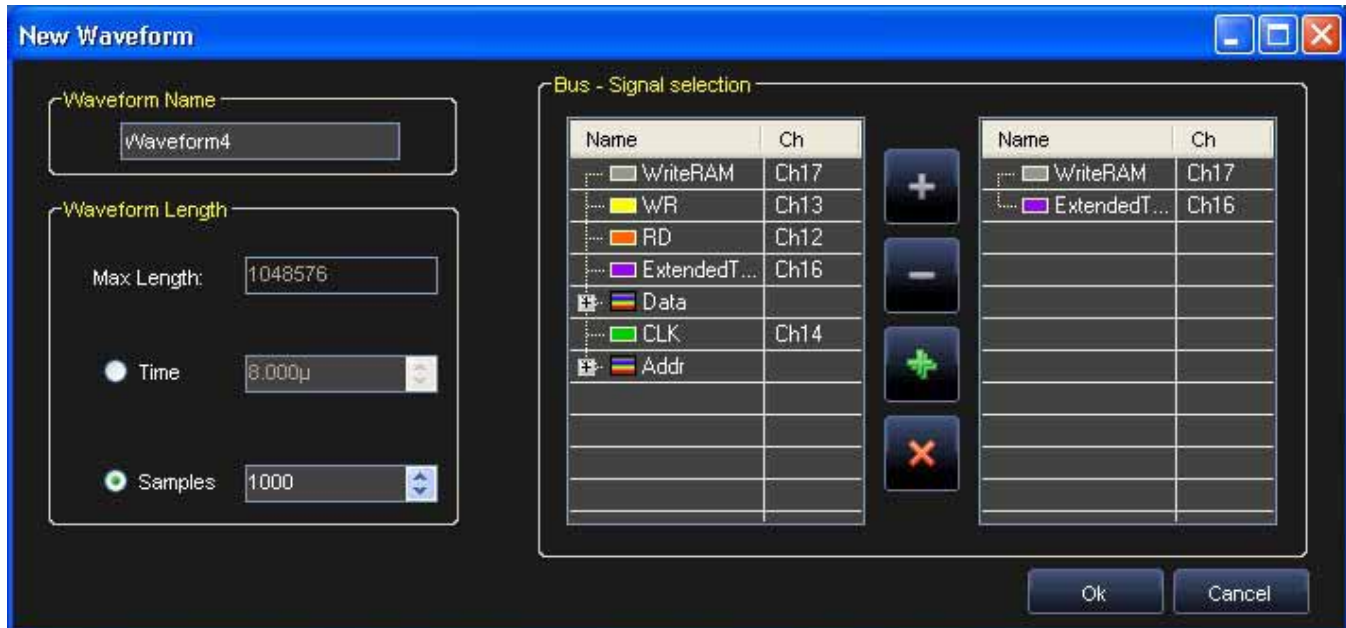 New Waveform
Waveform Name
Waveform4
Waveform Length
Max Length: 1048576
Time 8.000µ
Samples 1000
Bus - Signal selection
Name Ch
WriteRAM Ch17
WR Ch13
RD Ch12
ExtendedT... Ch16
Data
CLK Ch14
Addr
Name Ch
WriteRAM Ch17
ExtendedT... Ch16
Ok Cancel